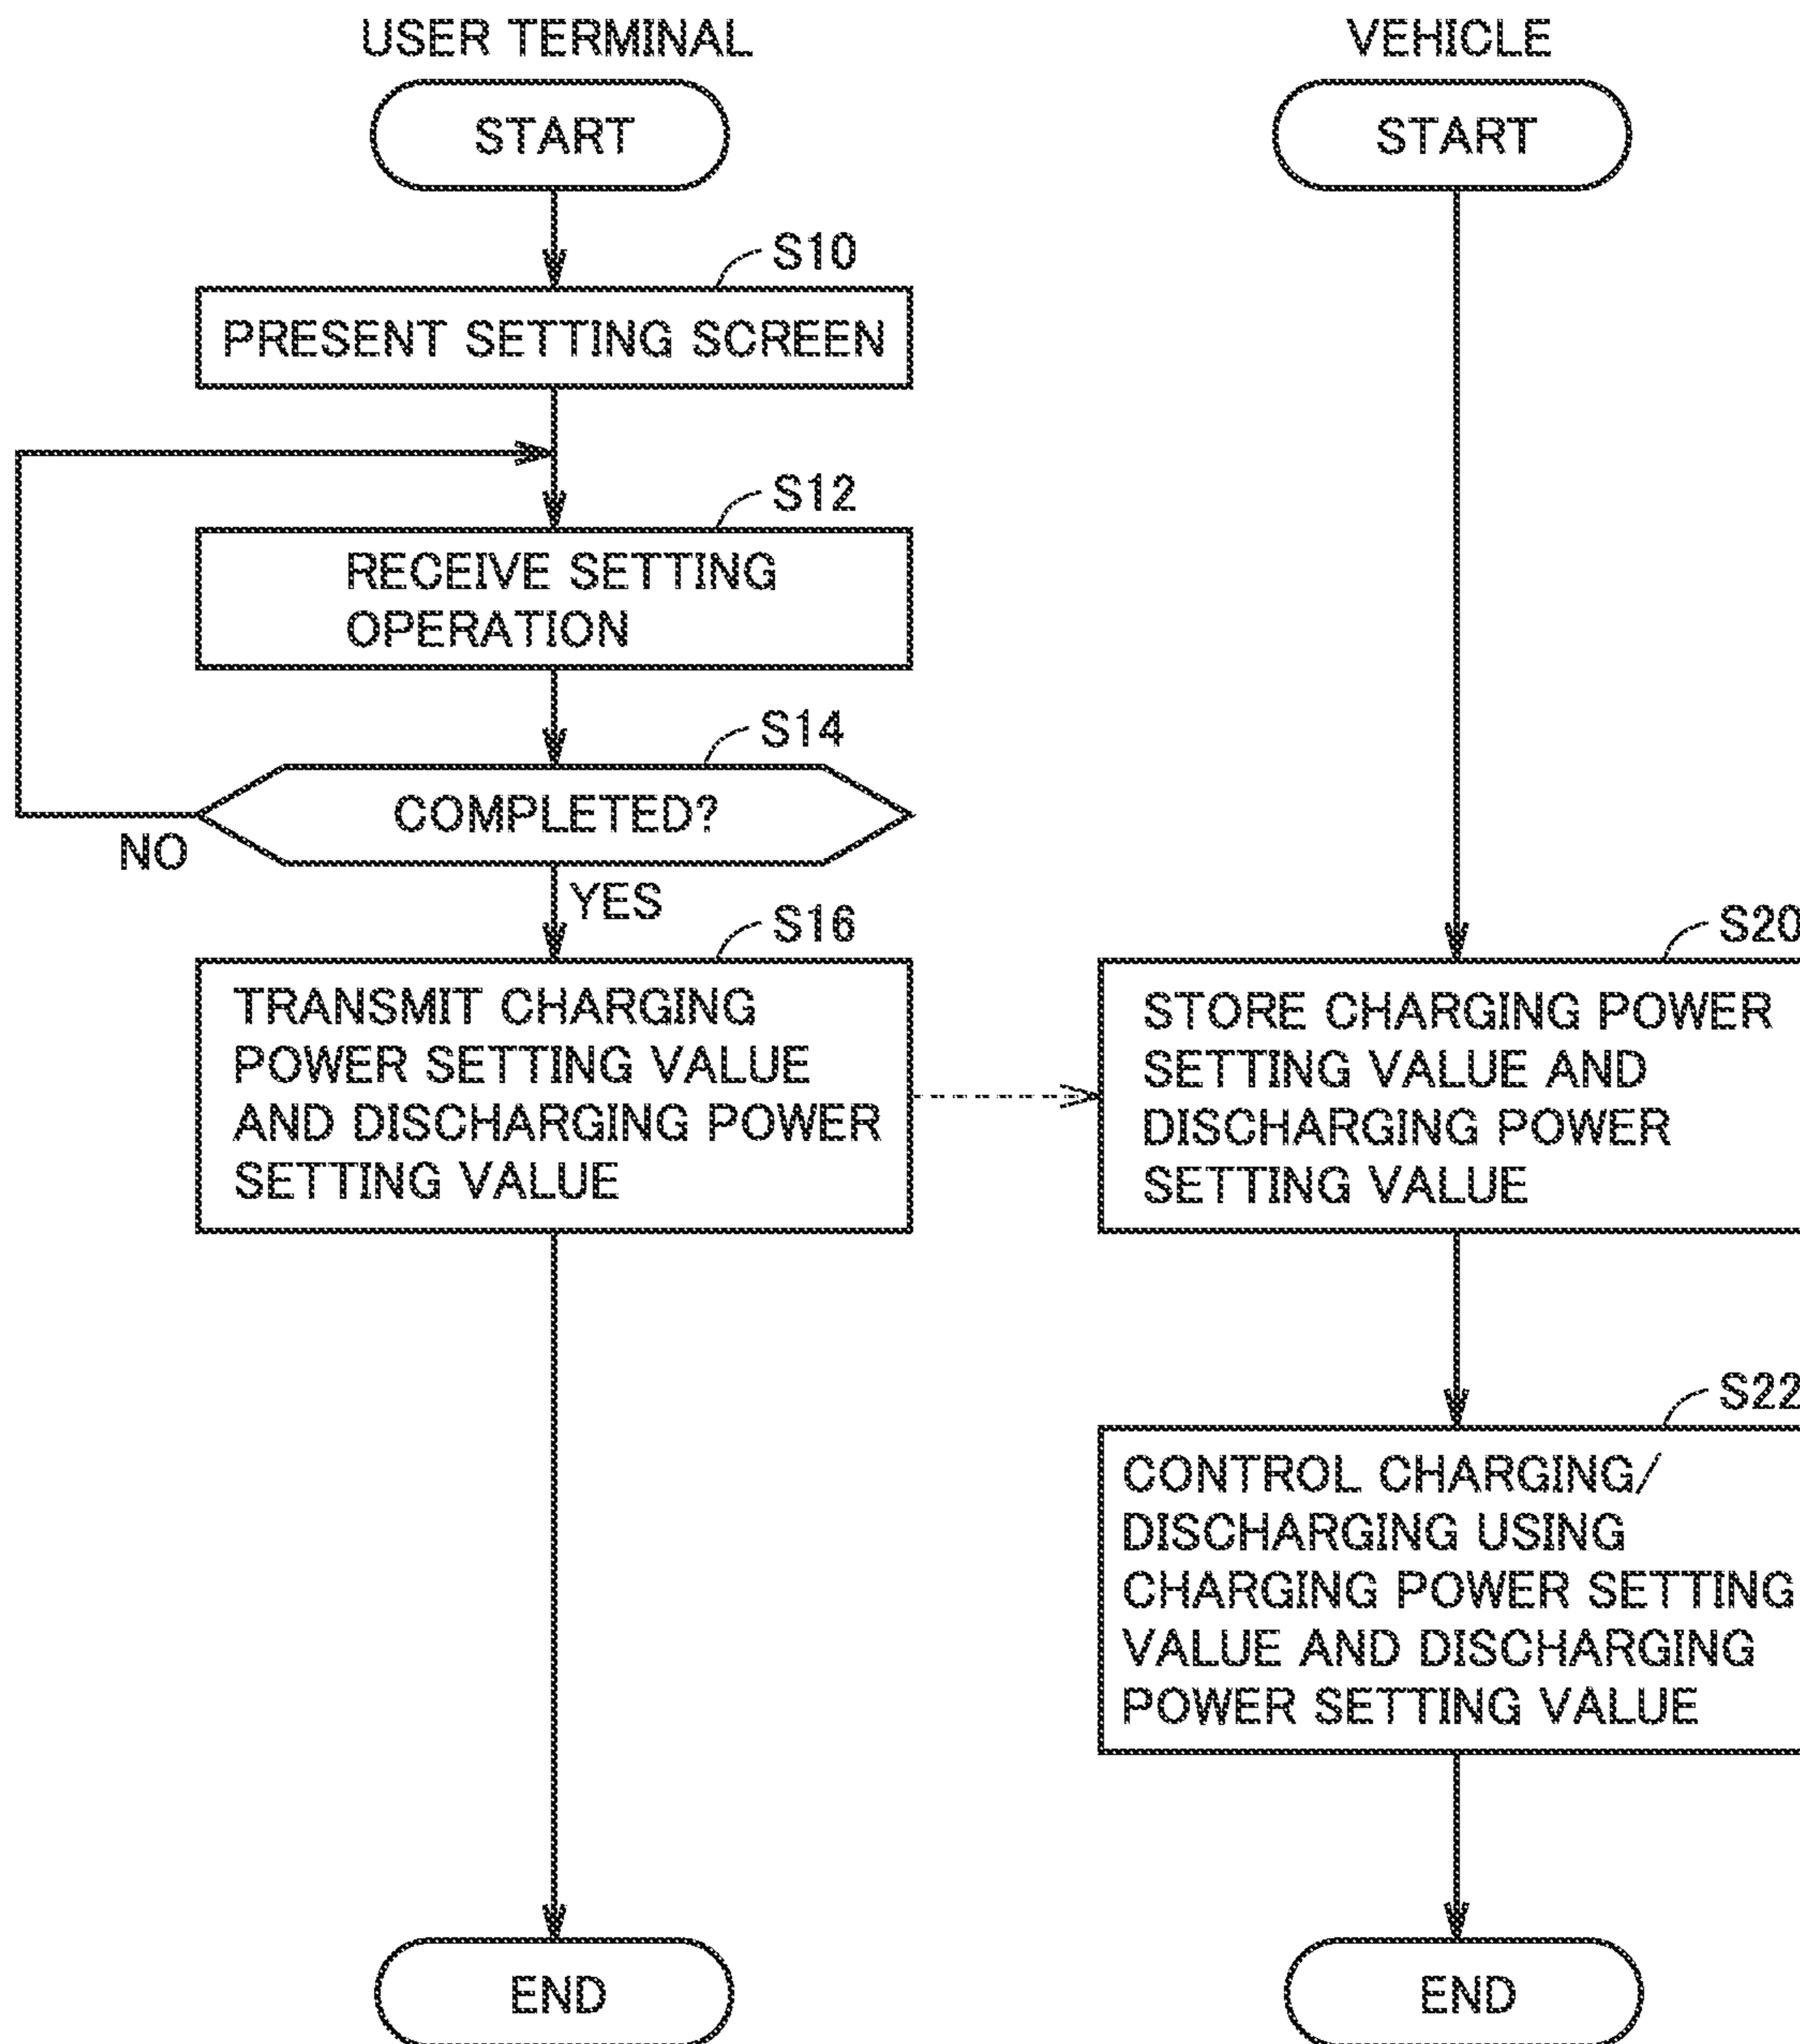 USER TERMINAL
START
S10
PRESENT SETTING SCREEN
S12
RECEIVE SETTING
OPERATION
S14
COMPLETED?
NO
YES
S16
TRANSMIT CHARGING
POWER SETTING VALUE
AND DISCHARGING POWER
SETTING VALUE
END
VEHICLE
START
S20
STORE CHARGING POWER
SETTING VALUE AND
DISCHARGING POWER
SETTING VALUE
S22
CONTROL CHARGING/
DISCHARGING USING
CHARGING POWER SETTING
VALUE AND DISCHARGING
POWER SETTING VALUE
END